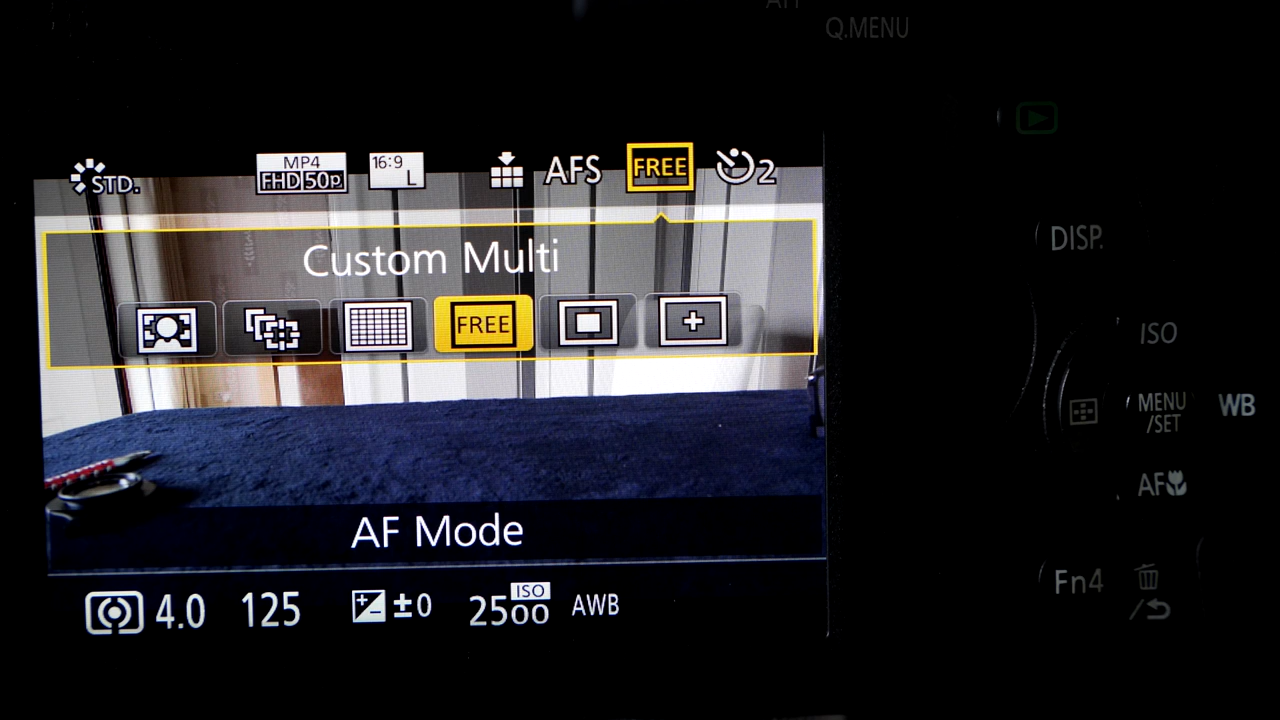 Q.MENU
STD. MP4 FHD 50p 16:9 L AFS FREE 2
Custom Multi
FREE
AF Mode
4.0 125 ±0 ISO 2500 AWB
DISP.
ISO
MENU
/SET
WB
AF
Fn4